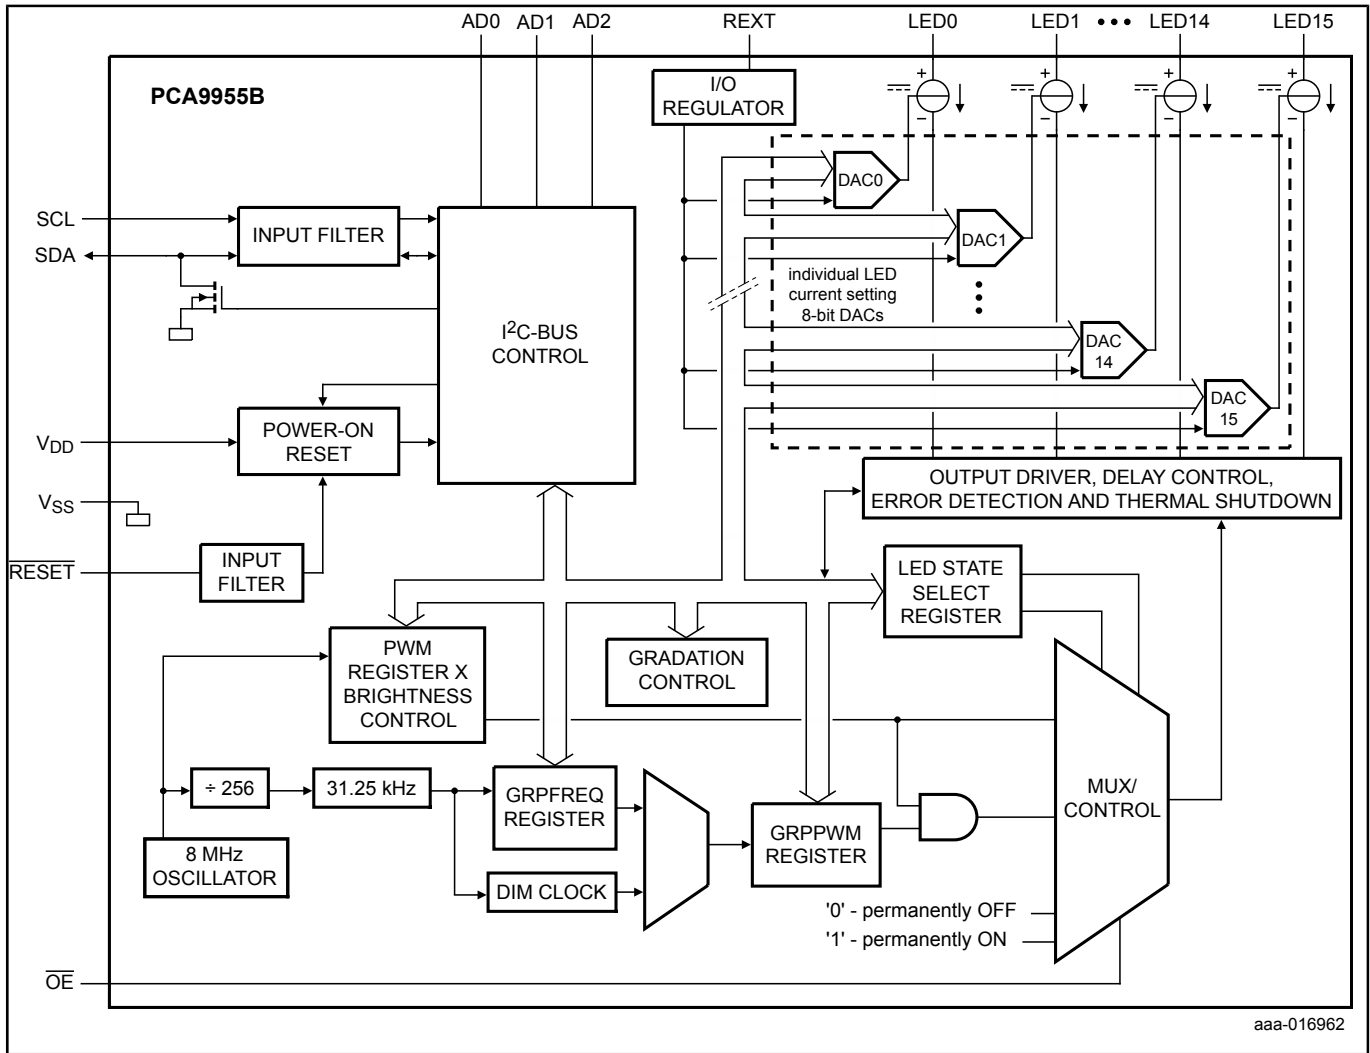 AD0 AD1 AD2 REXT LED0 LED1 ••• LED14 LED15
PCA9955B
I/O
REGULATOR
+ + + +
− − − −
DAC0
DAC1
individual LED
current setting
8-bit DACs
DAC
14
DAC
15
SCL
SDA
INPUT FILTER
I²C-BUS
CONTROL
VDD
POWER-ON
RESET
VSS
RESET
INPUT
FILTER
OUTPUT DRIVER, DELAY CONTROL,
ERROR DETECTION AND THERMAL SHUTDOWN
LED STATE
SELECT
REGISTER
PWM
REGISTER X
BRIGHTNESS
CONTROL
GRADATION
CONTROL
÷ 256
31.25 kHz
GRPFREQ
REGISTER
MUX/
CONTROL
8 MHz
OSCILLATOR
DIM CLOCK
GRPPWM
REGISTER
'0' - permanently OFF
'1' - permanently ON
OE
aaa-016962